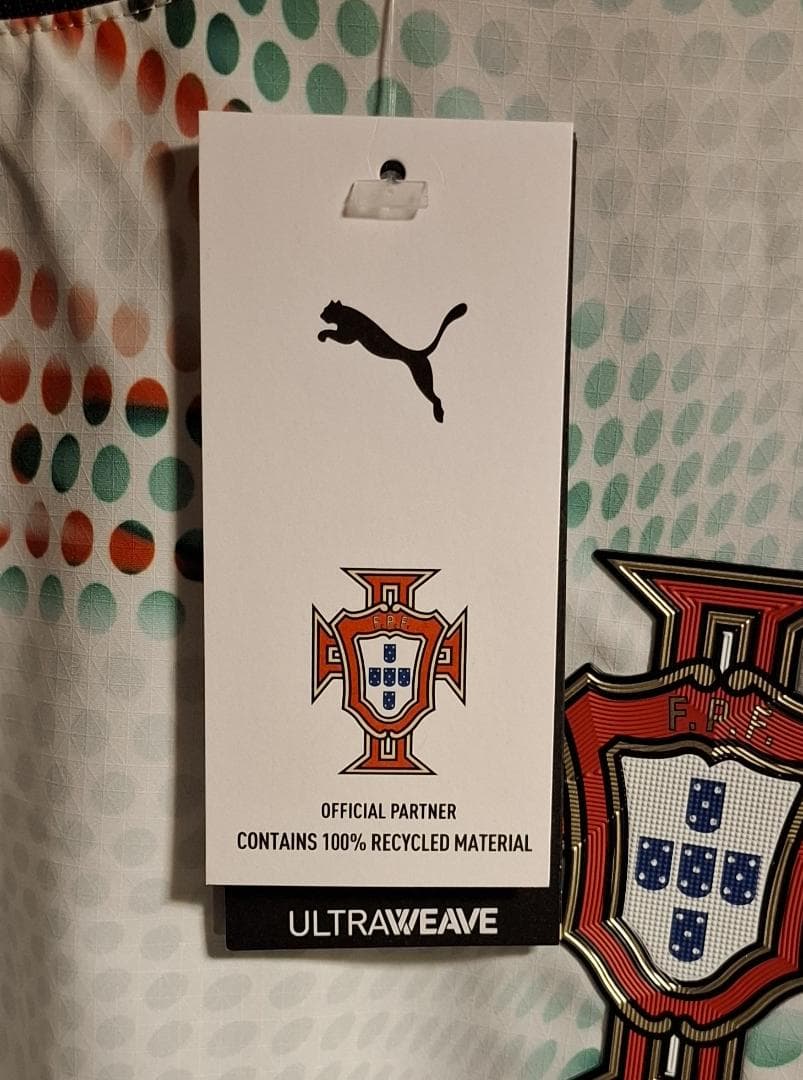 F.P.F.
F.P.F.
OFFICIAL PARTNER
CONTAINS 100% RECYCLED MATERIAL
ULTRAWEAVE